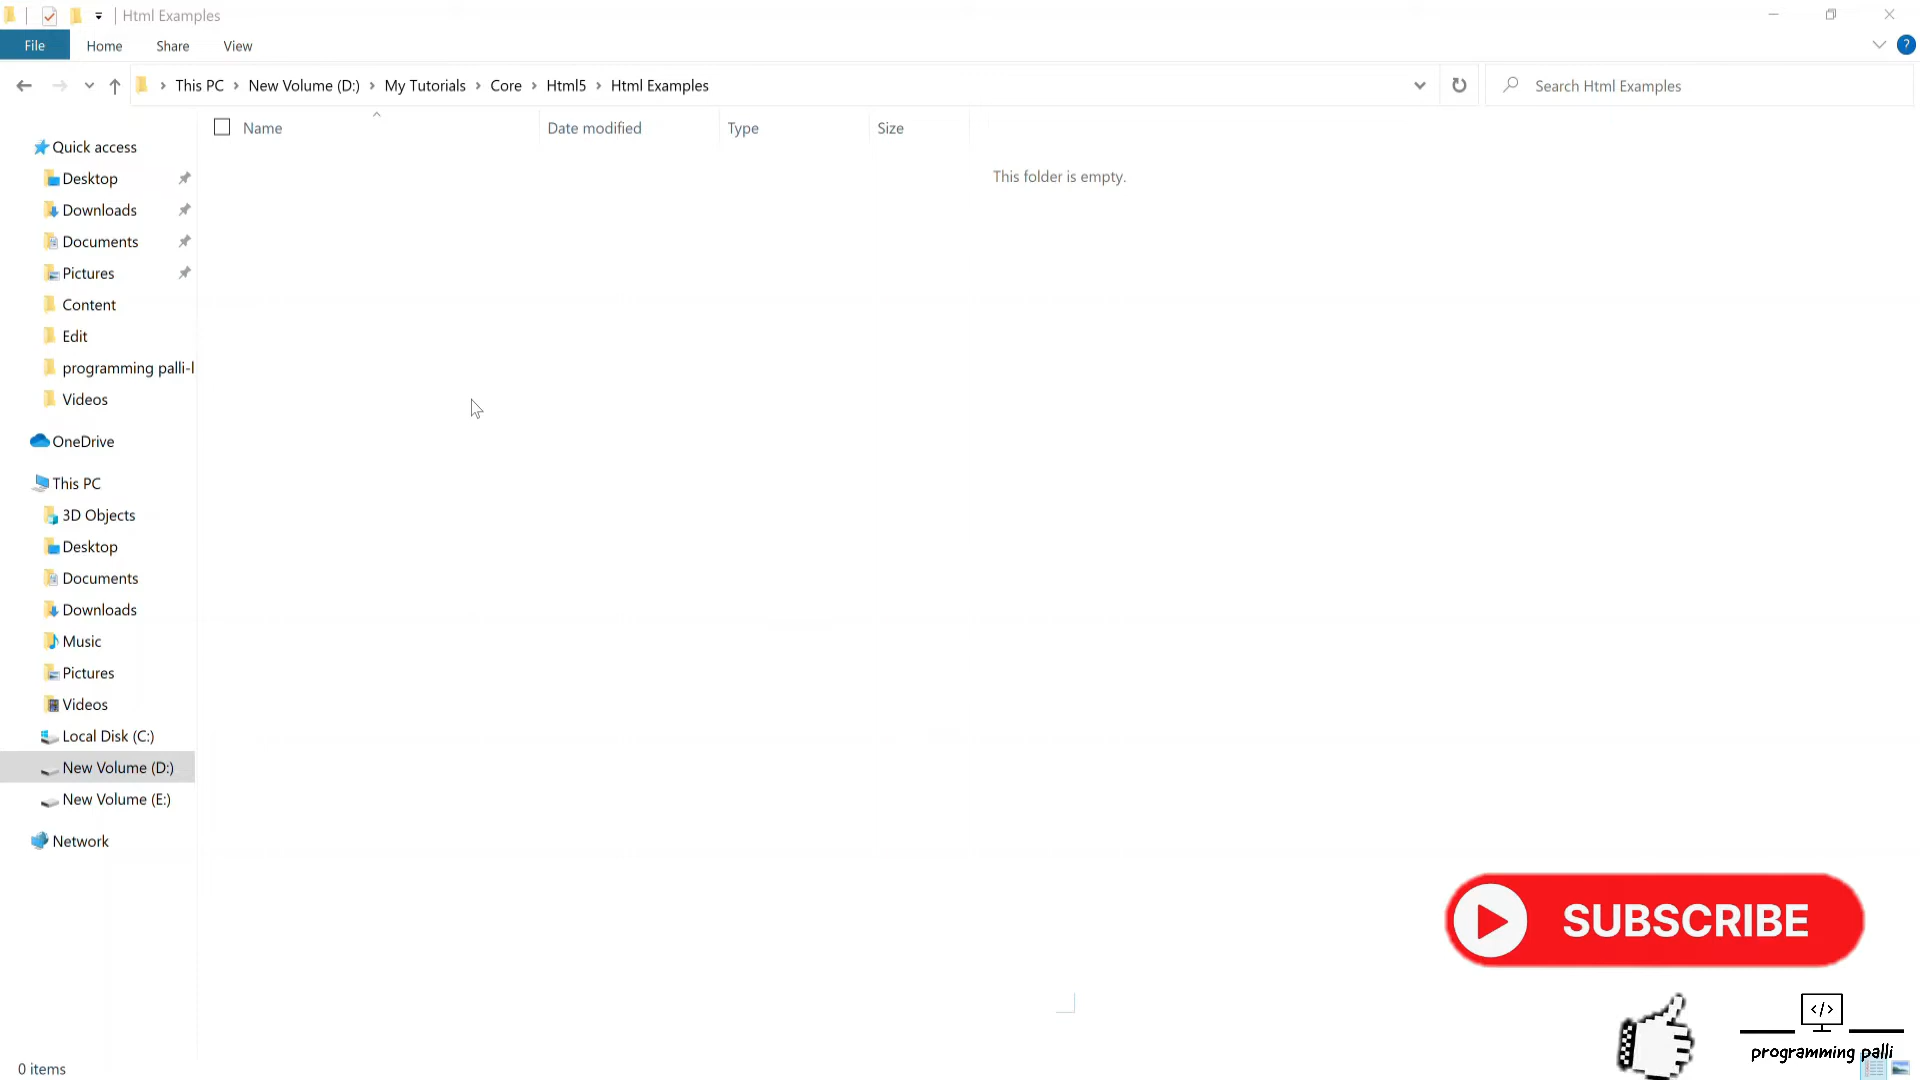 Html Examples
File Home Share View ?
This PC New Volume (D:) My Tutorials Core Html5 Html Examples Search Html Examples
Name Date modified Type Size
This folder is empty.
Quick access
Desktop
Downloads
Documents
Pictures
Content
Edit
programming palli-l
Videos
OneDrive
This PC
3D Objects
Desktop
Documents
Downloads
Music
Pictures
Videos
Local Disk (C:)
New Volume (D:)
New Volume (E:)
Network
SUBSCRIBE
</>
programming palli
0 items